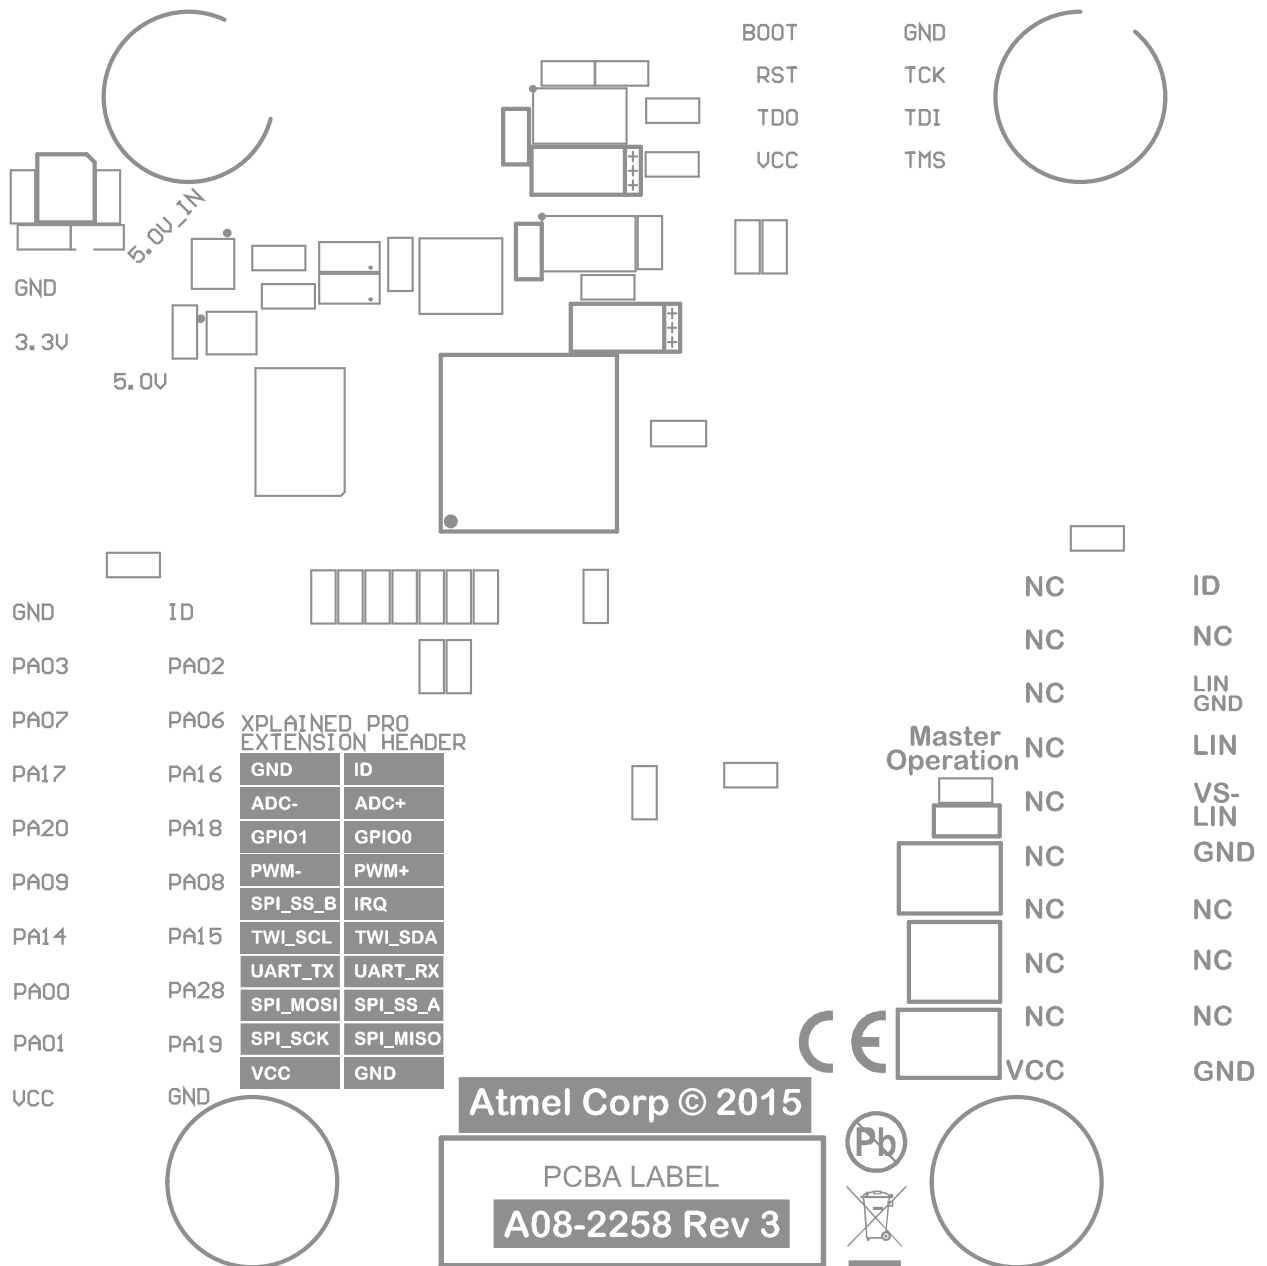 BOOT GND
RST TCK
TDO TDI
VCC TMS
5.0V_IN
GND
3.3V
5.0V
GND ID
PA03 PA02
PA07 PA06
PA17 PA16
PA20 PA18
PA09 PA08
PA14 PA15
PA00 PA28
PA01 PA19
VCC GND
XPLAINED PRO
EXTENSION HEADER
GND ID
ADC- ADC+
GPIO1 GPIO0
PWM- PWM+
SPI_SS_B IRQ
TWI_SCL TWI_SDA
UART_TX UART_RX
SPI_MOSI SPI_SS_A
SPI_SCK SPI_MISO
VCC GND
Master
Operation
NC
NC
NC
NC
NC
NC
NC
NC
NC
VCC
ID
NC
LIN
GND
LIN
VS-
LIN
GND
NC
NC
NC
GND
CE
Atmel Corp © 2015
Pb
PCBA LABEL
A08-2258 Rev 3